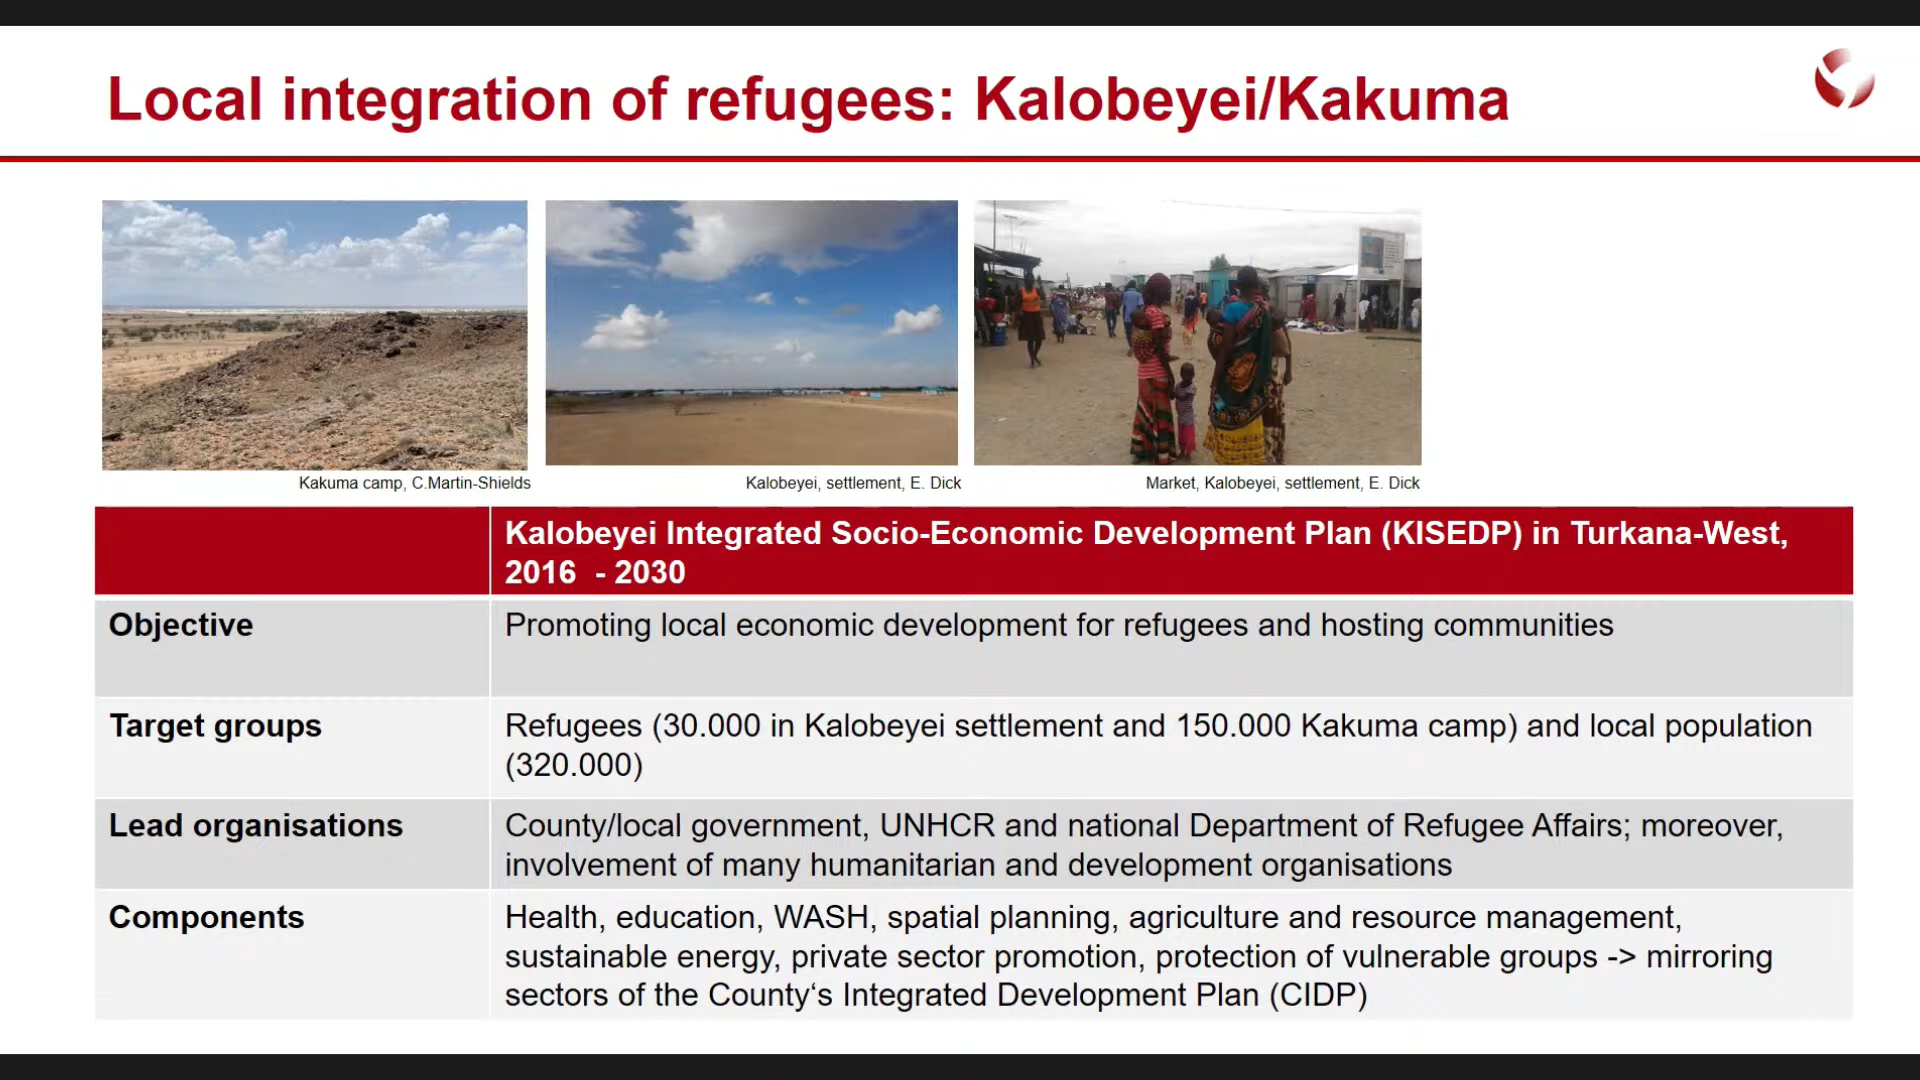 Local integration of refugees: Kalobeyei/Kakuma
Kakuma camp, C.Martin-Shields
Kalobeyei, settlement, E. Dick
Market, Kalobeyei, settlement, E. Dick
Kalobeyei Integrated Socio-Economic Development Plan (KISEDP) in Turkana-West,
2016 - 2030
Objective
Promoting local economic development for refugees and hosting communities
Target groups
Refugees (30.000 in Kalobeyei settlement and 150.000 Kakuma camp) and local population
(320.000)
Lead organisations
County/local government, UNHCR and national Department of Refugee Affairs; moreover,
involvement of many humanitarian and development organisations
Components
Health, education, WASH, spatial planning, agriculture and resource management,
sustainable energy, private sector promotion, protection of vulnerable groups -> mirroring
sectors of the County‘s Integrated Development Plan (CIDP)